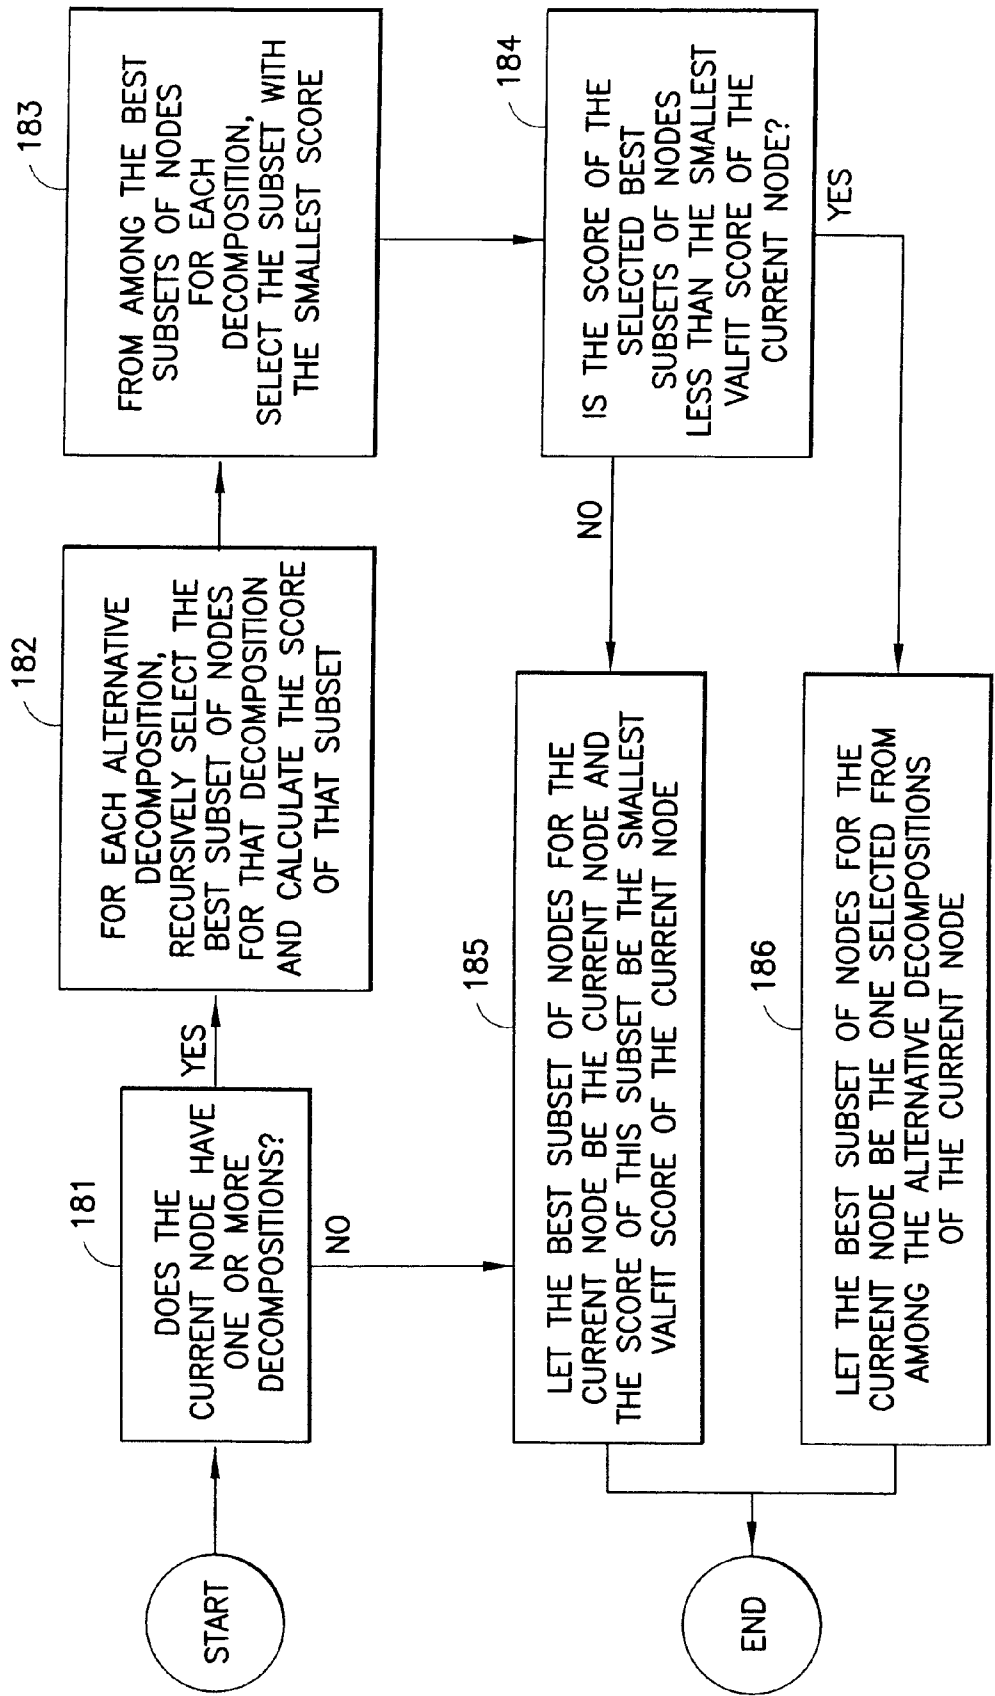 START
181
DOES THE
CURRENT NODE HAVE
ONE OR MORE
DECOMPOSITIONS?
YES
NO
182
FOR EACH ALTERNATIVE
DECOMPOSITION,
RECURSIVELY SELECT THE
BEST SUBSET OF NODES
FOR THAT DECOMPOSITION
AND CALCULATE THE SCORE
OF THAT SUBSET
183
FROM AMONG THE BEST
SUBSETS OF NODES
FOR EACH
DECOMPOSITION,
SELECT THE SUBSET WITH
THE SMALLEST SCORE
184
IS THE SCORE OF THE
SELECTED BEST
SUBSETS OF NODES
LESS THAN THE SMALLEST
VALFIT SCORE OF THE
CURRENT NODE?
NO
YES
185
LET THE BEST SUBSET OF NODES FOR THE
CURRENT NODE BE THE CURRENT NODE AND
THE SCORE OF THIS SUBSET BE THE SMALLEST
VALFIT SCORE OF THE CURRENT NODE
186
LET THE BEST SUBSET OF NODES FOR THE
CURRENT NODE BE THE ONE SELECTED FROM
AMONG THE ALTERNATIVE DECOMPOSITIONS
OF THE CURRENT NODE
END